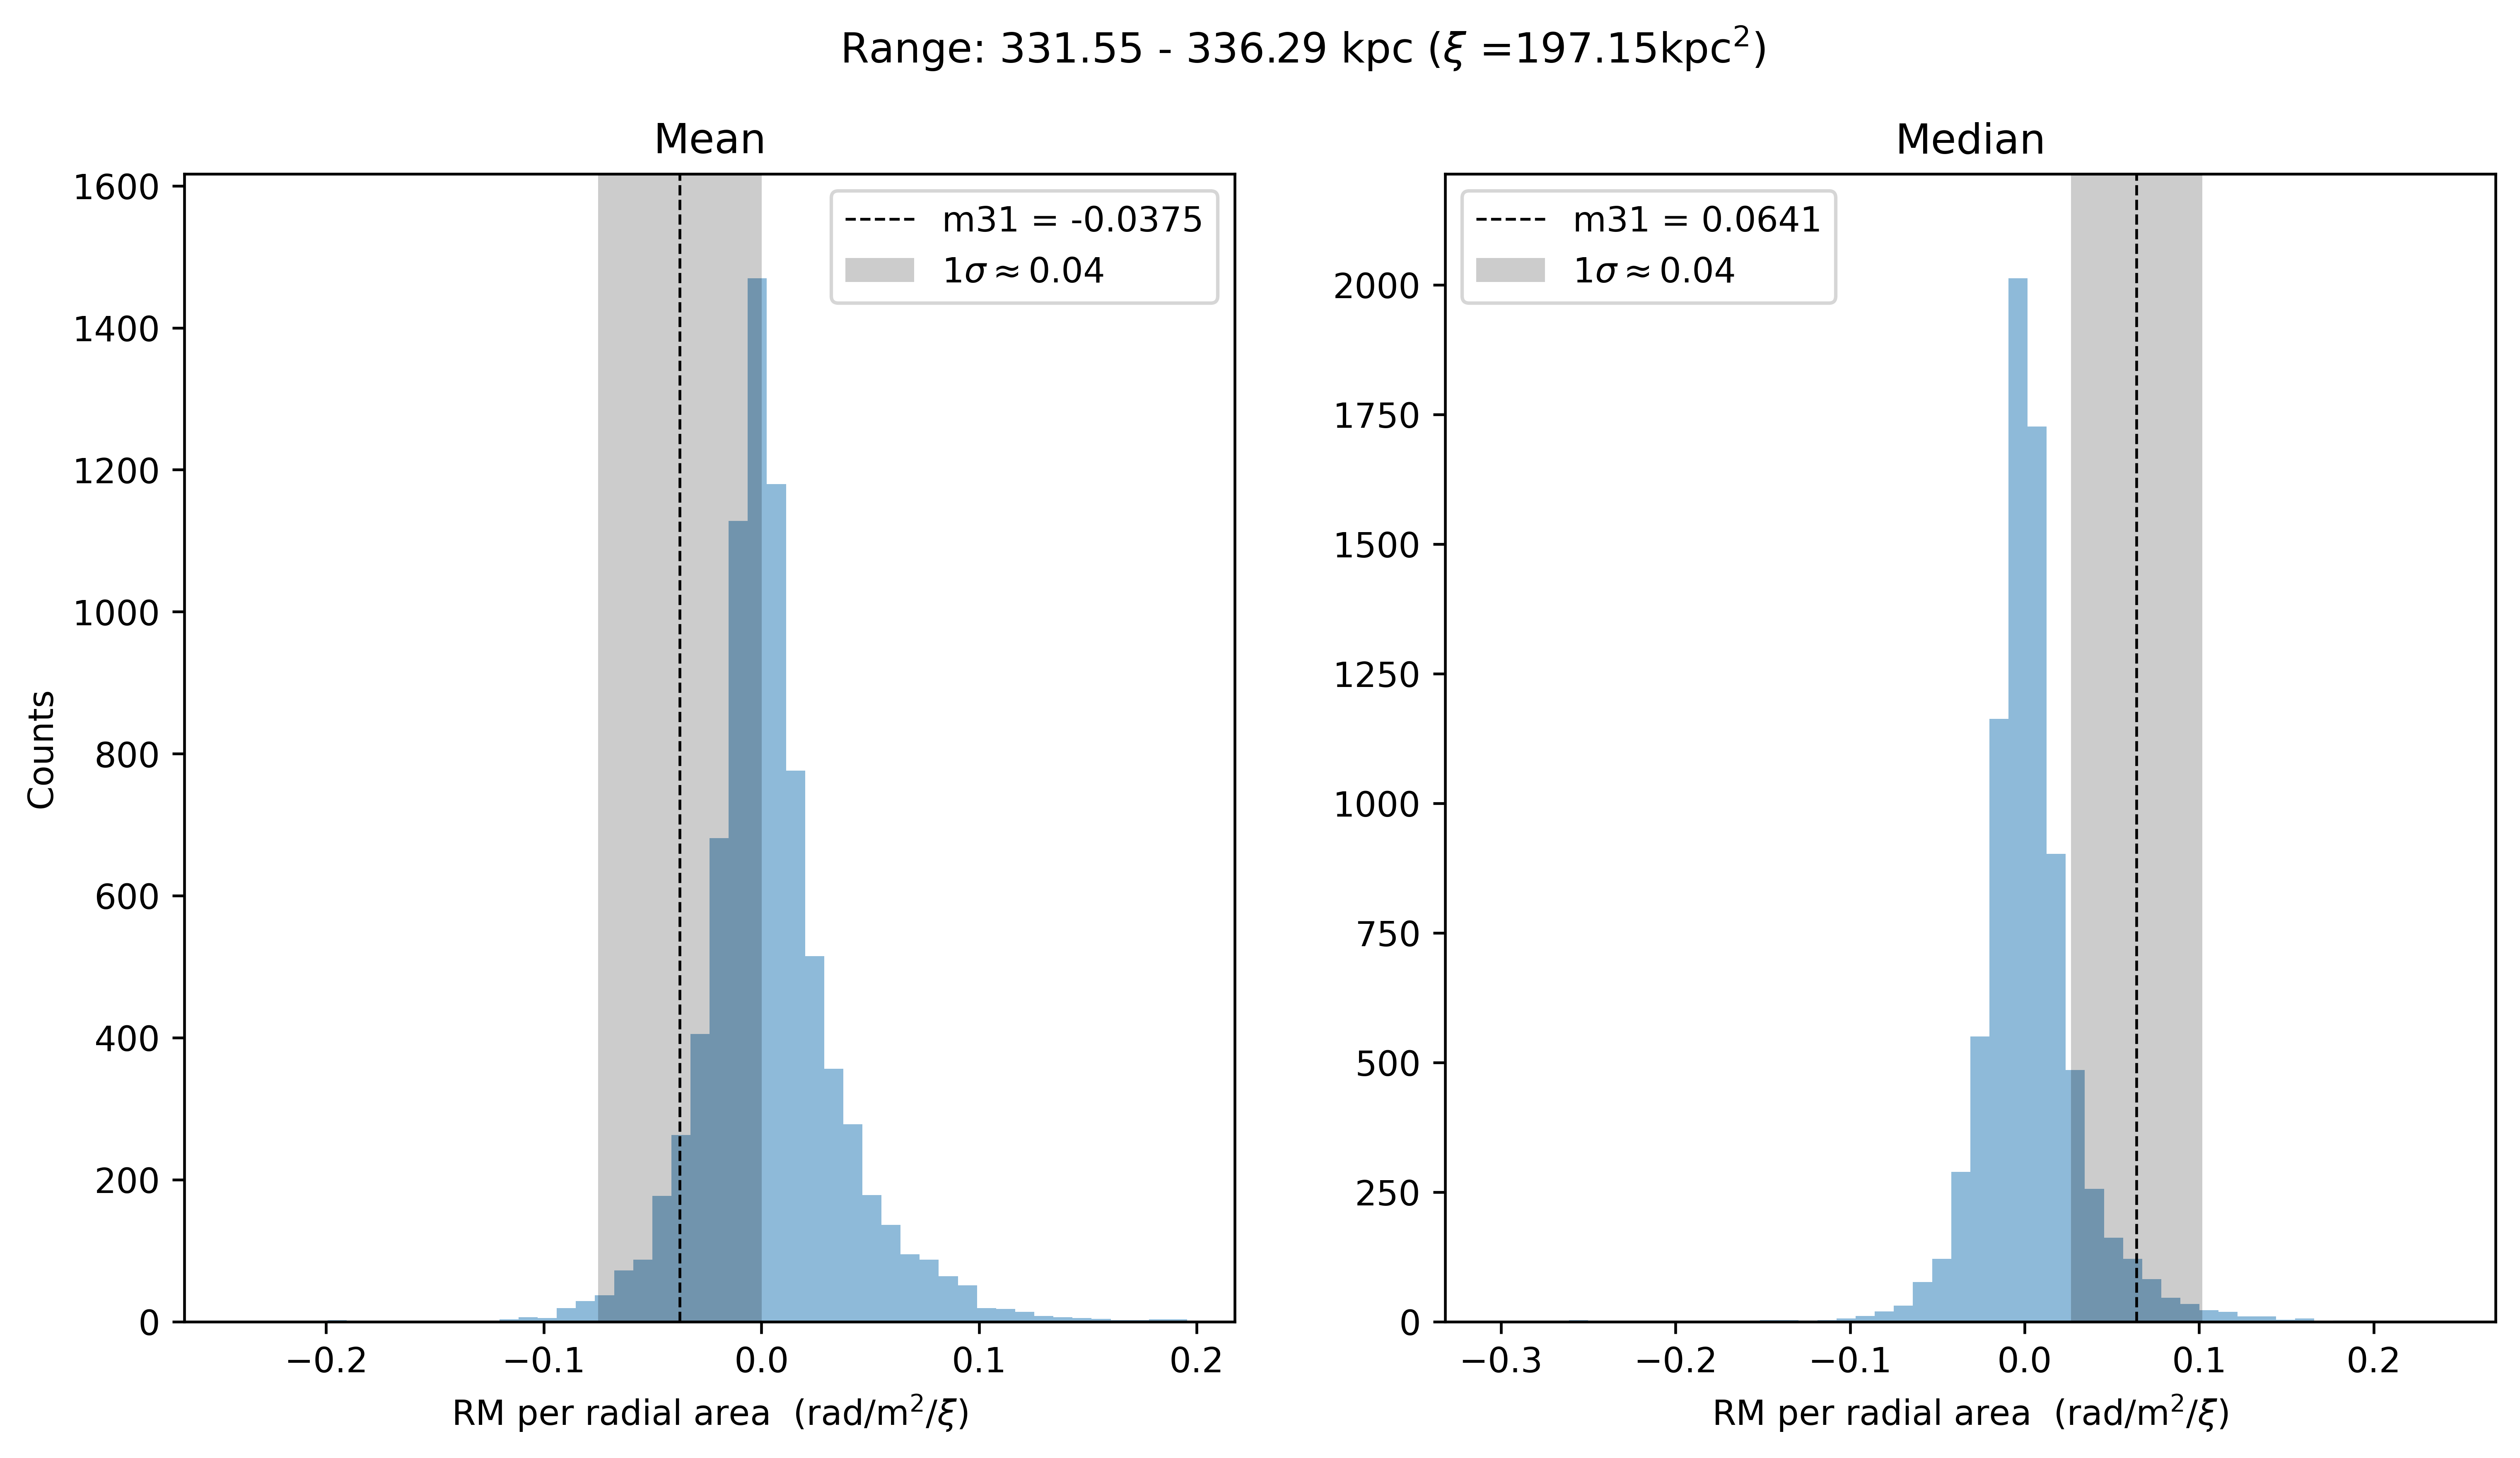 Range: 331.55 - 336.29 kpc (ξ =197.15kpc²)
Mean
1600
1400
1200
1000
800
600
400
200
0
Counts
m31 = -0.0375
1σ ≈ 0.04
−0.2 −0.1 0.0 0.1 0.2
RM per radial area (rad/m²/ξ)
Median
2000
1750
1500
1250
1000
750
500
250
0
m31 = 0.0641
1σ ≈ 0.04
−0.3 −0.2 −0.1 0.0 0.1 0.2
RM per radial area (rad/m²/ξ)